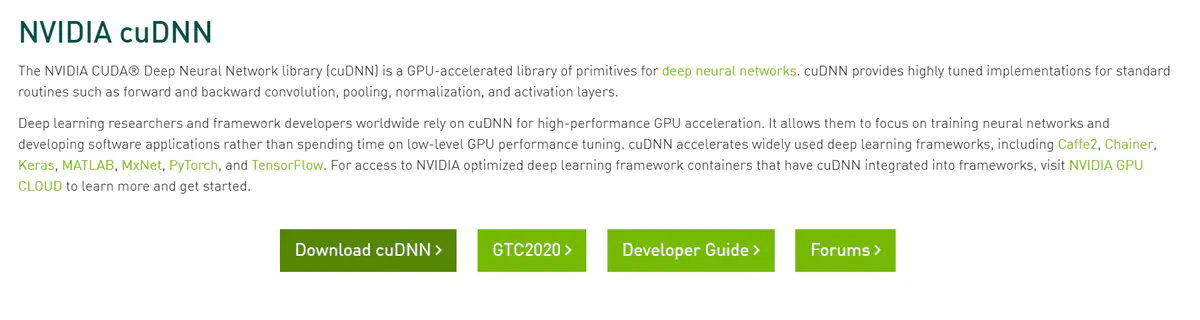 NVIDIA cuDNN
The NVIDIA CUDA® Deep Neural Network library (cuDNN) is a GPU-accelerated library of primitives for deep neural networks. cuDNN provides highly tuned implementations for standard
routines such as forward and backward convolution, pooling, normalization, and activation layers.
Deep learning researchers and framework developers worldwide rely on cuDNN for high-performance GPU acceleration. It allows them to focus on training neural networks and
developing software applications rather than spending time on low-level GPU performance tuning. cuDNN accelerates widely used deep learning frameworks, including Caffe2, Chainer,
Keras, MATLAB, MxNet, PyTorch, and TensorFlow. For access to NVIDIA optimized deep learning framework containers that have cuDNN integrated into frameworks, visit NVIDIA GPU
CLOUD to learn more and get started.
Download cuDNN > GTC2020 > Developer Guide > Forums >